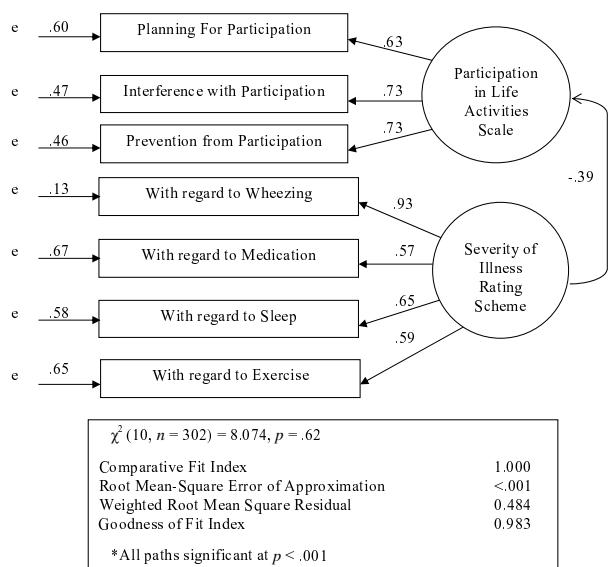 e .60 Planning For Participation .63
e .47 Interference with Participation .73
e .46 Prevention from Participation .73
Participation
in Life
Activities
Scale
-.39
e .13 With regard to Wheezing .93
e .67 With regard to Medication .57
e .58 With regard to Sleep .65
e .65 With regard to Exercise .59
Severity of
Illness
Rating
Scheme
χ² (10, n = 302) = 8.074, p = .62
Comparative Fit Index 1.000
Root Mean-Square Error of Approximation <.001
Weighted Root Mean Square Residual 0.484
Goodness of Fit Index 0.983
*All paths significant at p < .001